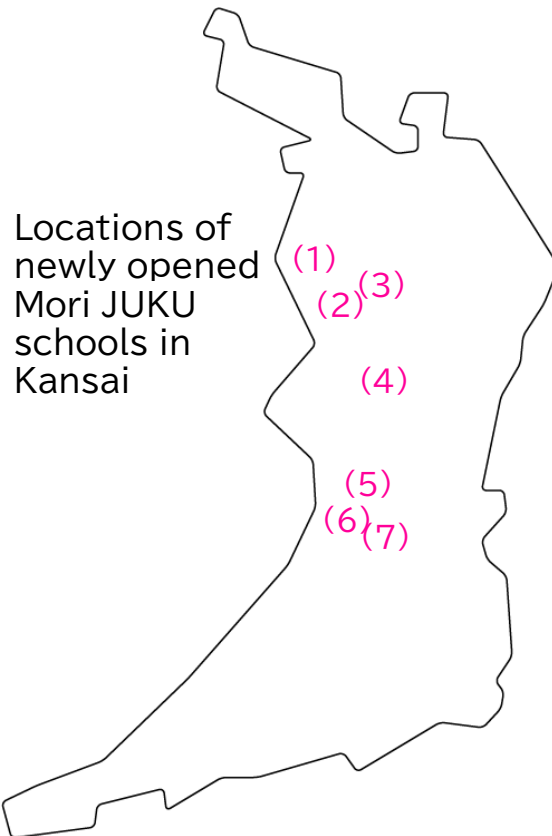 Locations of
newly opened
Mori JUKU
schools in
Kansai
(1)
(3)
(2)
(4)
(5)
(6)
(7)